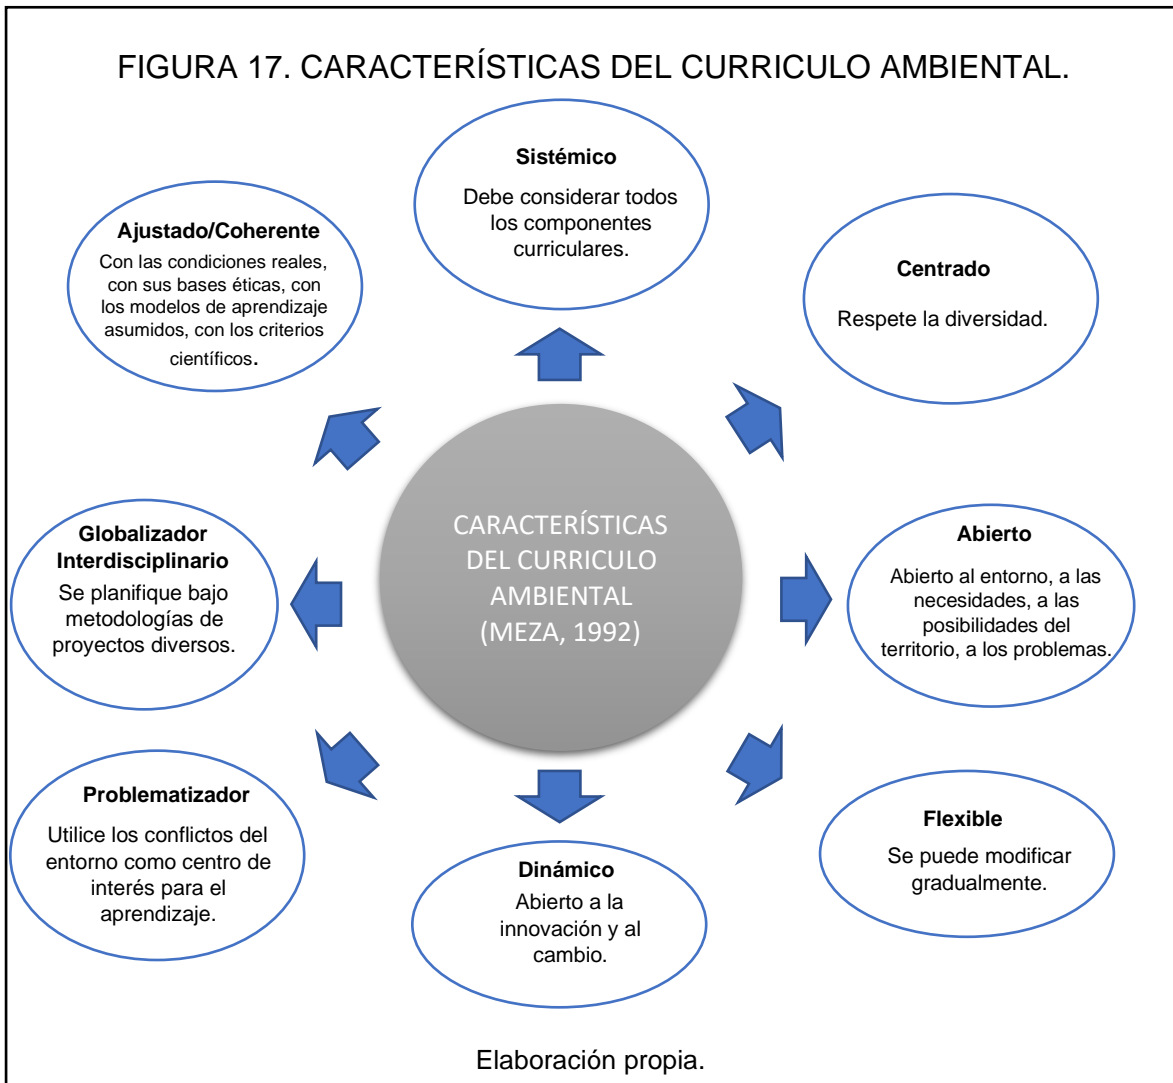 FIGURA 17. CARACTERÍSTICAS DEL CURRICULO AMBIENTAL.
Sistémico
Debe considerar todos
los componentes
curriculares.
Centrado
Respete la diversidad.
Abierto
Abierto al entorno, a las
necesidades, a las
posibilidades del
territorio, a los problemas.
Flexible
Se puede modificar
gradualmente.
Dinámico
Abierto a la
innovación y al
cambio.
Problematizador
Utilice los conflictos del
entorno como centro de
interés para el
aprendizaje.
Globalizador
Interdisciplinario
Se planifique bajo
metodologías de
proyectos diversos.
Ajustado/Coherente
Con las condiciones reales,
con sus bases éticas, con
los modelos de aprendizaje
asumidos, con los criterios
científicos.
CARACTERÍSTICAS
DEL CURRICULO
AMBIENTAL
(MEZA, 1992)
Elaboración propia.